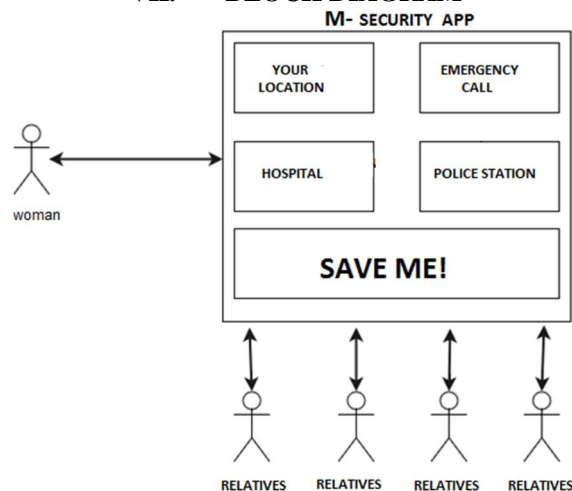 M- SECURITY APP
YOUR
LOCATION
EMERGENCY
CALL
HOSPITAL
POLICE STATION
woman
SAVE ME!
RELATIVES
RELATIVES
RELATIVES
RELATIVES